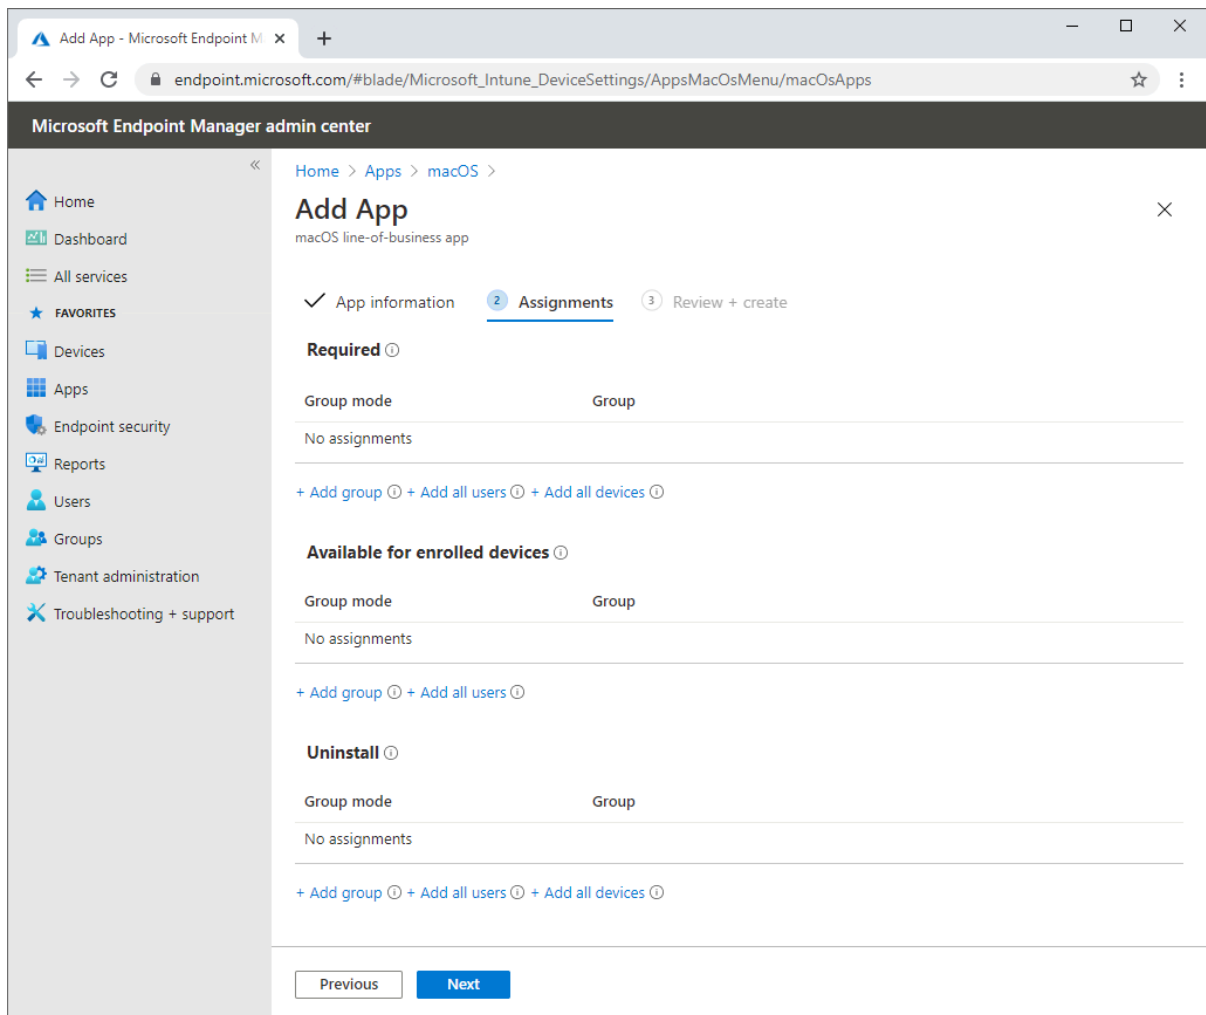 Add App - Microsoft Endpoint M
endpoint.microsoft.com/#blade/Microsoft_Intune_DeviceSettings/AppsMacOsMenu/macOsApps
Microsoft Endpoint Manager admin center
Home
Dashboard
All services
FAVORITES
Devices
Apps
Endpoint security
Reports
Users
Groups
Tenant administration
Troubleshooting + support
Home > Apps > macOS >
Add App
macOS line-of-business app
App information 2 Assignments 3 Review + create
Required
Group mode Group
No assignments
+ Add group + Add all users + Add all devices
Available for enrolled devices
Group mode Group
No assignments
+ Add group + Add all users
Uninstall
Group mode Group
No assignments
+ Add group + Add all users + Add all devices
Previous Next